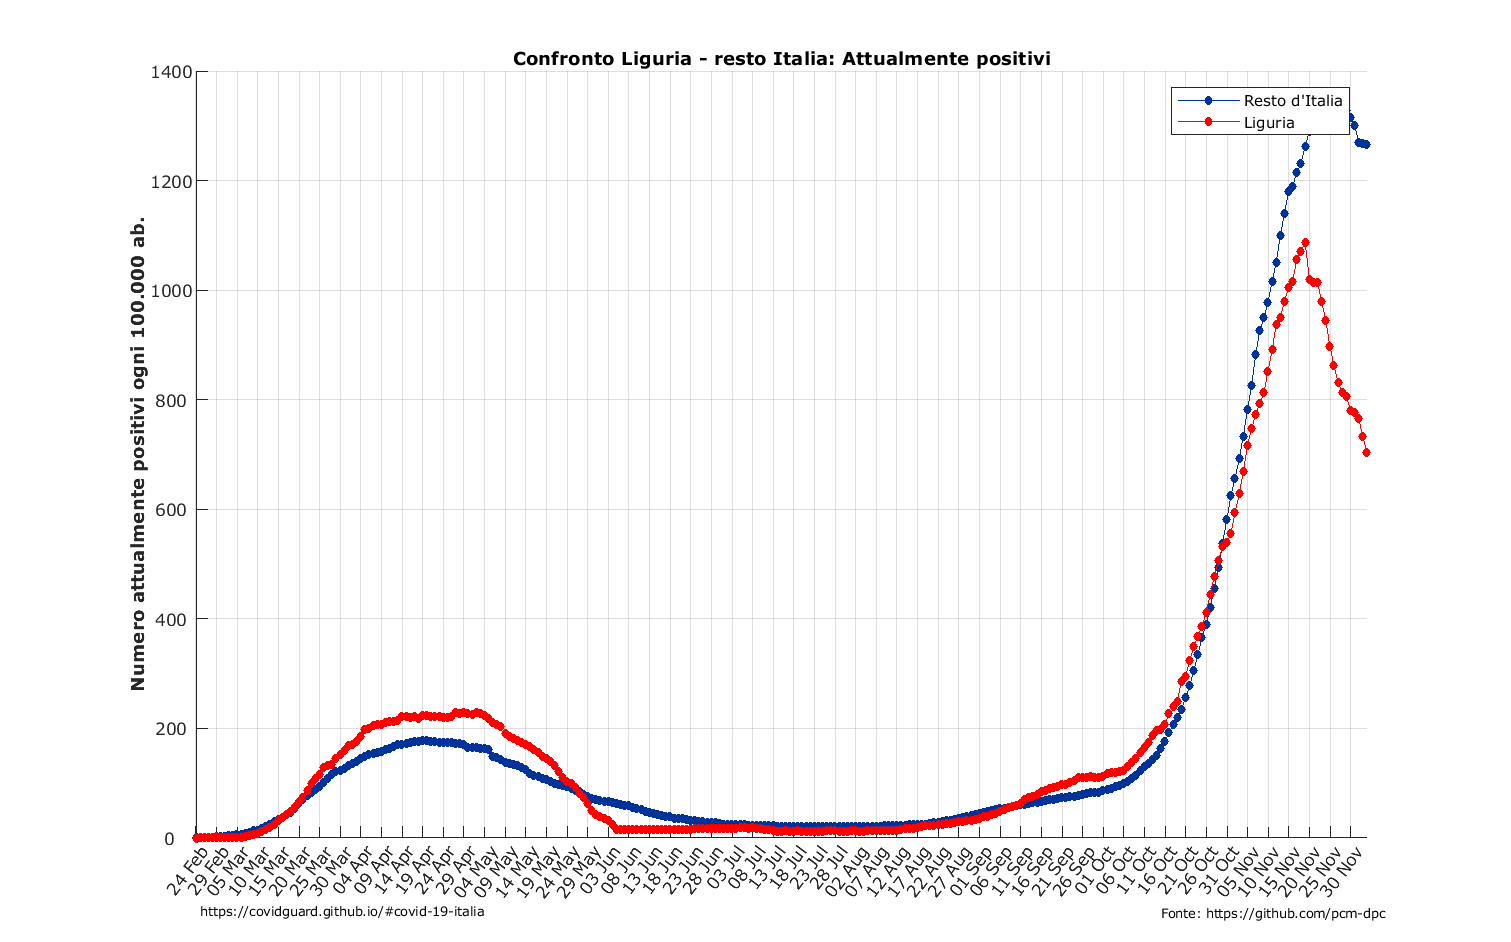 Confronto Liguria - resto Italia: Attualmente positivi
Numero attualmente positivi ogni 100.000 ab.
1400
1200
1000
800
600
400
200
0
Resto d'Italia
Liguria
24 Feb
29 Feb
05 Mar
10 Mar
15 Mar
20 Mar
25 Mar
30 Mar
04 Apr
09 Apr
14 Apr
19 Apr
24 Apr
29 Apr
04 May
09 May
14 May
19 May
24 May
29 May
03 Jun
08 Jun
13 Jun
18 Jun
23 Jun
28 Jun
03 Jul
08 Jul
13 Jul
18 Jul
23 Jul
28 Jul
02 Aug
07 Aug
12 Aug
17 Aug
22 Aug
27 Aug
01 Sep
06 Sep
11 Sep
16 Sep
21 Sep
26 Sep
01 Oct
06 Oct
11 Oct
16 Oct
21 Oct
26 Oct
31 Oct
05 Nov
10 Nov
15 Nov
20 Nov
25 Nov
30 Nov
https://covidguard.github.io/#covid-19-italia
Fonte: https://github.com/pcm-dpc